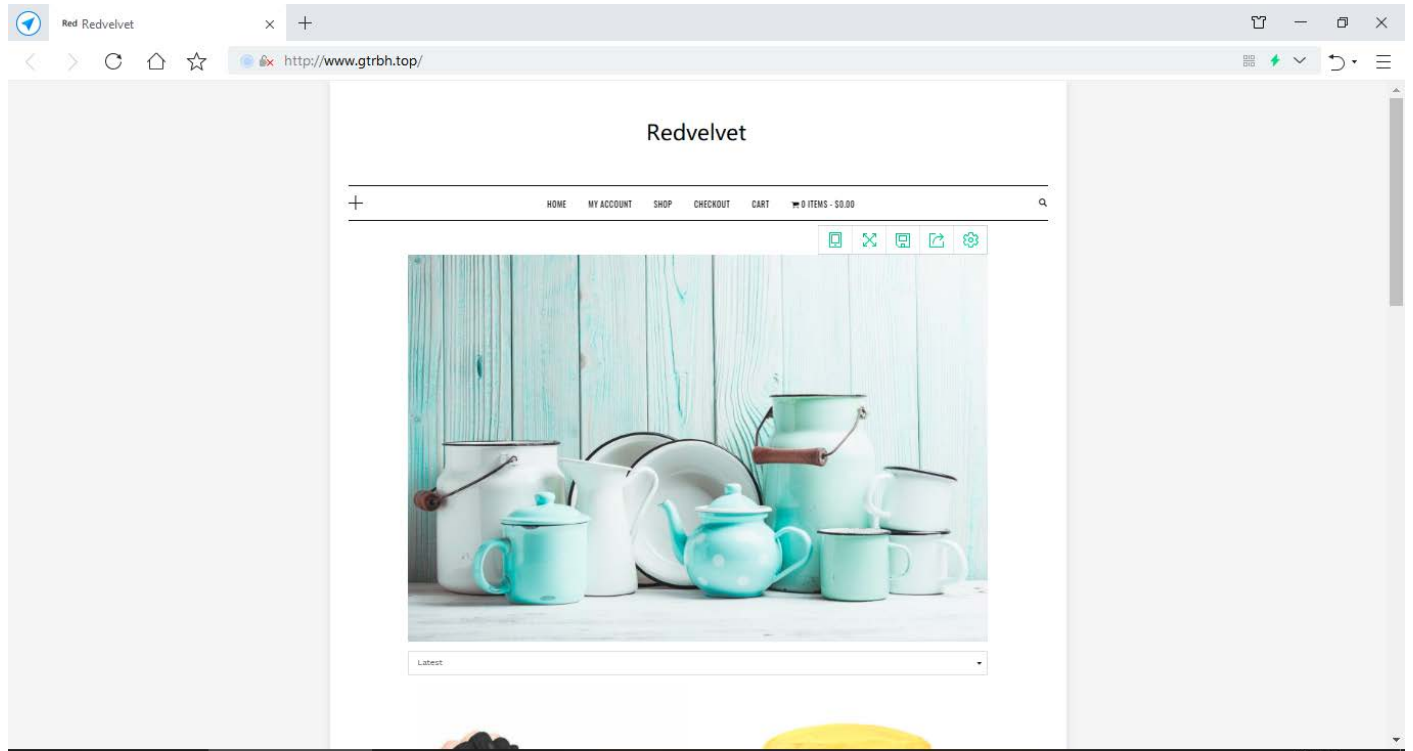 Red Redvelvet
http://www.gtrbh.top/
Redvelvet
HOME MY ACCOUNT SHOP CHECKOUT CART 0 ITEMS - $0.00
Latest